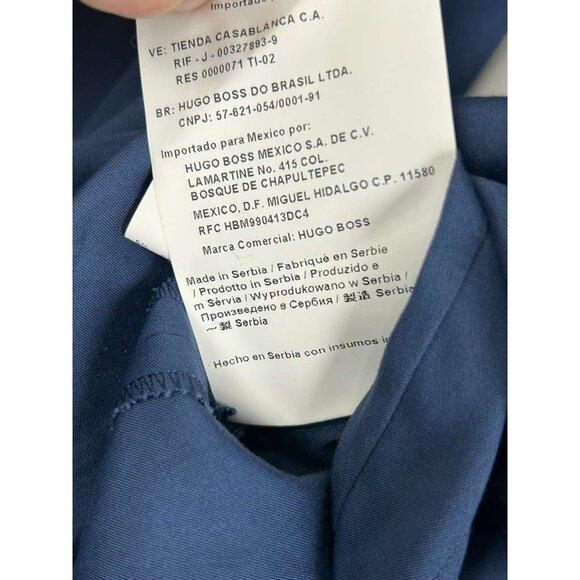 Importado
VE: TIENDA CASABLANCA C.A.
RIF - J - 00327893-9
RES 0000071 TI-02
BR: HUGO BOSS DO BRASIL LTDA.
CNPJ: 57-621-054/0001-91
Importado para Mexico por:
HUGO BOSS MEXICO S.A. DE C.V.
LAMARTINE No. 415 COL.
BOSQUE DE CHAPULTEPEC
MEXICO, D.F. MIGUEL HIDALGO C.P. 11580
RFC HBM990413DC4
Marca Comercial: HUGO BOSS
Made in Serbia / Fabriqué en Serbie
/ Prodotto in Serbia / Produzido e
m Sérvia / Wyprodukowano w Serbia /
Произведено в Сербия / 製造 Serbia
~ 製 Serbia
Hecho en Serbia con insumos